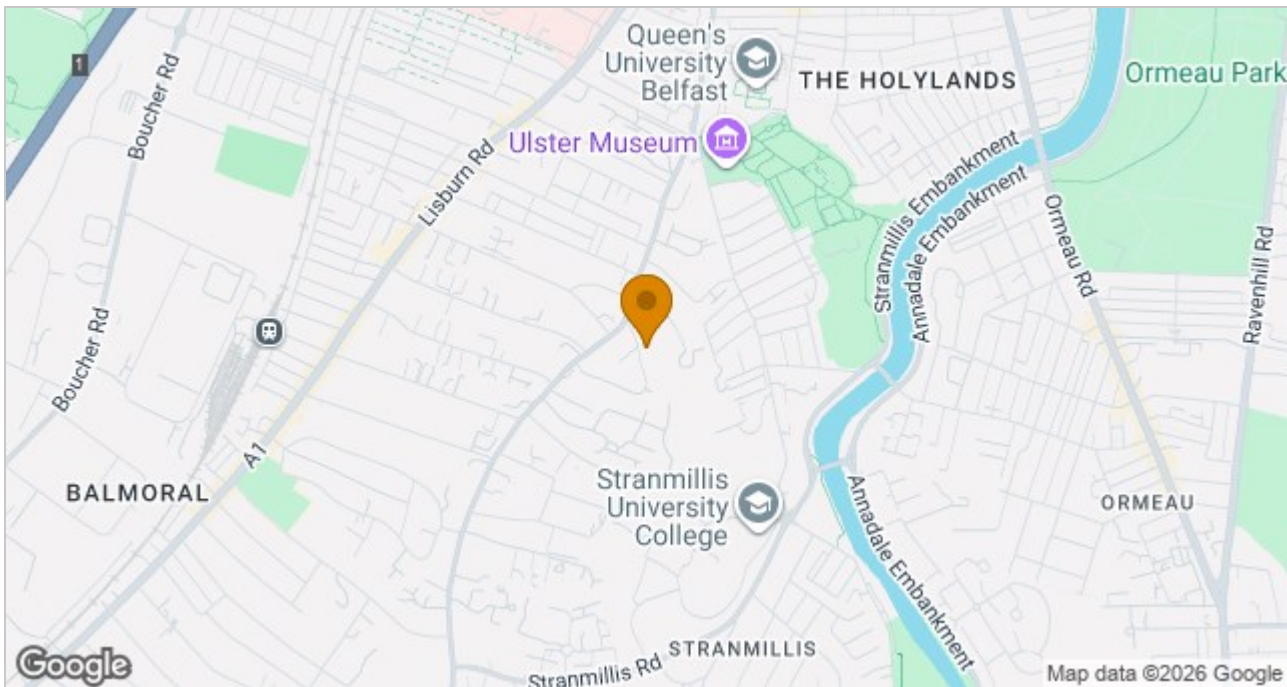 Queen's
University
Belfast
THE HOLYLANDS
Ormeau Park
1
Boucher Rd
Ulster Museum
Lisburn Rd
Stranmillis Embankment
Annadale Embankment
Ormeau Rd
Ravenhill Rd
Boucher Rd
A1
BALMORAL
Stranmillis
University
College
Annadale Embankment
ORMEAU
STRANMILLIS
Stranmillis Rd
Google
Map data ©2026 Google